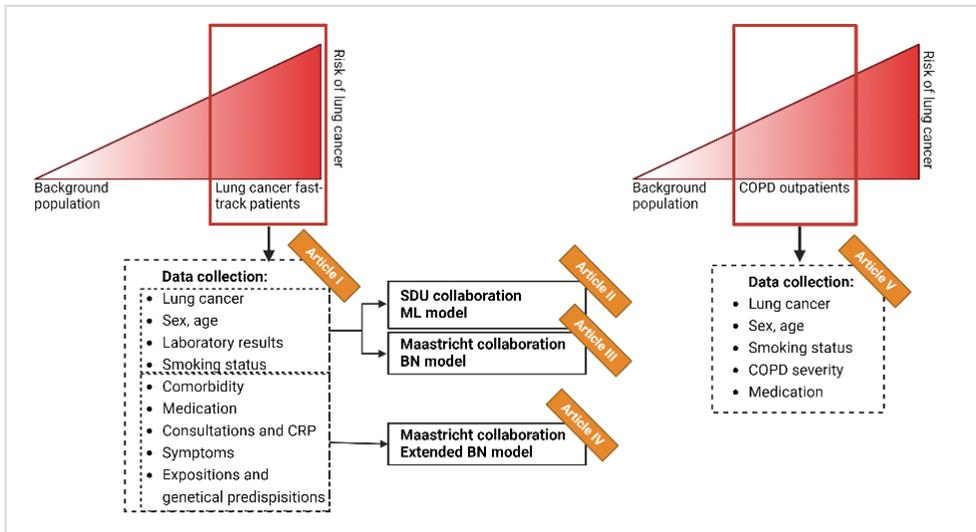 Risk of lung cancer
Background
population
Lung cancer fast-
track patients
Article I
Data collection:
• Lung cancer
• Sex, age
• Laboratory results
• Smoking status
• Comorbidity
• Medication
• Consultations and CRP
• Symptoms
• Expositions and
genetical predispisitions
Article II
SDU collaboration
ML model
Article III
Maastricht collaboration
BN model
Article IV
Maastricht collaboration
Extended BN model
Risk of lung cancer
Background
population
COPD outpatients
Article V
Data collection:
• Lung cancer
• Sex, age
• Smoking status
• COPD severity
• Medication